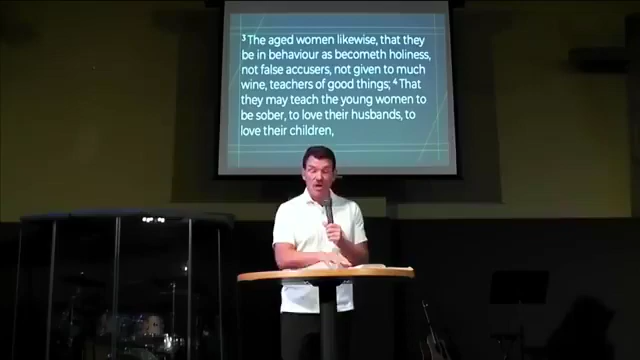 ³ The aged women likewise, that they
be in behaviour as becometh holiness,
not false accusers, not given to much
wine, teachers of good things; ⁴ That
they may teach the young women to
be sober, to love their husbands, to
love their children,